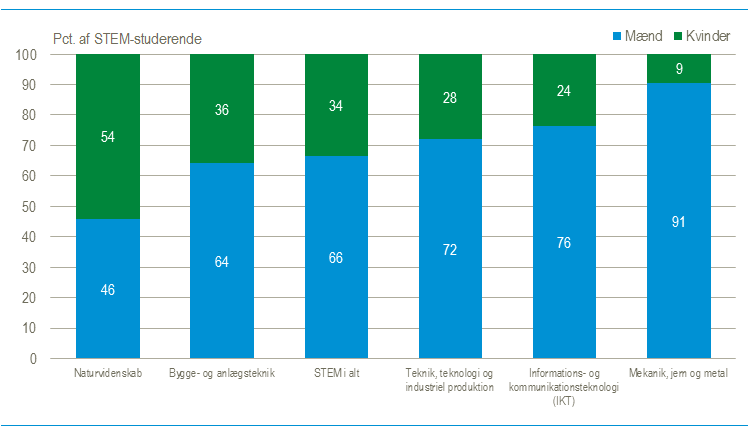 Pct. af STEM-studerende
Mænd Kvinder
100
90
80
70
60
50
40
30
20
10
0
54
46
36
64
34
66
28
72
24
76
9
91
Naturvidenskab
Bygge- og anlægsteknik
STEM i alt
Teknik, teknologi og
industriel produktion
Informations- og
kommunikationsteknologi
(IKT)
Mekanik, jern og metal